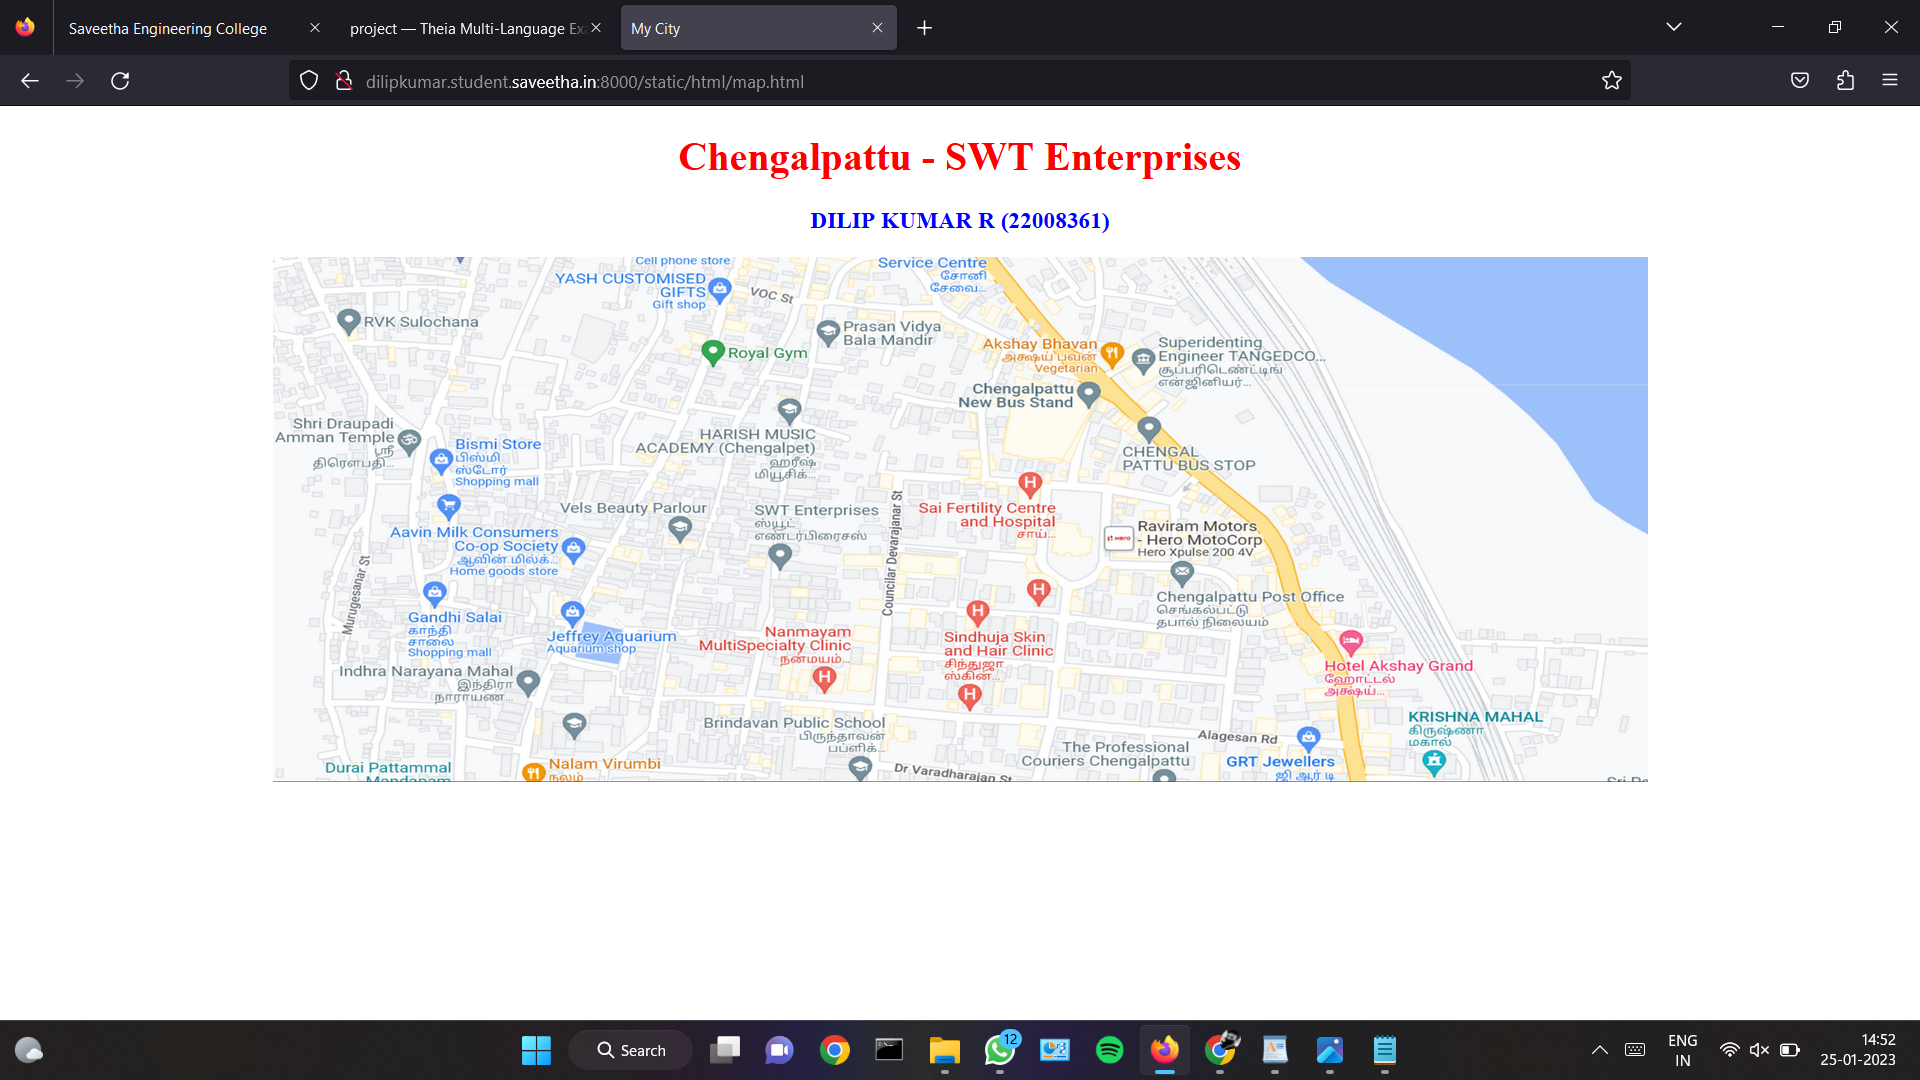 Saveetha Engineering College
project — Theia Multi-Language Exa
My City
dilipkumar.student.saveetha.in:8000/static/html/map.html
Chengalpattu - SWT Enterprises
DILIP KUMAR R (22008361)
Cell phone store
YASH CUSTOMISED
GIFTS
Gift shop
VOC St
Service Centre
சோனி
சேவை...
RVK Sulochana
Prasan Vidya
Bala Mandir
Royal Gym
Akshay Bhavan
அக்ஷய் பவன்
Vegetarian
Superidenting
Engineer TANGEDCO...
சூப்பரிடெண்ட்டிங்
என்ஜினியர்...
Chengalpattu
New Bus Stand
Shri Draupadi
Amman Temple
ஸ்ரீ
திரௌபதி...
Bismi Store
பிஸ்மி
ஸ்டோர்
Shopping mall
HARISH MUSIC
ACADEMY (Chengalpet)
ஹரீஷ்
மியூசிக்...
CHENGAL
PATTU BUS STOP
Vels Beauty Parlour
SWT Enterprises
ஸ்யூட்
எண்டர்பிரைசஸ்
Councilar Devarajanar St
Sai Fertility Centre
and Hospital
சாய்...
Hero
Raviram Motors
- Hero MotoCorp
Hero Xpulse 200 4V
Aavin Milk Consumers
Co-op Society
ஆவின் மில்க்...
Home goods store
Murugesanar St
Gandhi Salai
காந்தி
சாலை
Shopping mall
Jeffrey Aquarium
Aquarium shop
Nanmayam
MultiSpecialty Clinic
நன்மயம்...
Sindhuja Skin
and Hair Clinic
சிந்துஜா
ஸ்கின்...
Chengalpattu Post Office
செங்கல்பட்டு
தபால் நிலையம்
Indhra Narayana Mahal
இந்திரா
நாராயண...
Hotel Akshay Grand
ஹோட்டல்
அக்ஷய்...
Brindavan Public School
பிருந்தாவன்
பப்ளிக்...
KRISHNA MAHAL
கிருஷ்ணா
மகால்
Alagesan Rd
The Professional
Couriers Chengalpattu
GRT Jewellers
ஜி ஆர் டி
Durai Pattammal
Mandapam
Nalam Virumbi
நலம்
Dr Varadharajan St
Search
12
ENG
IN
14:52
25-01-2023